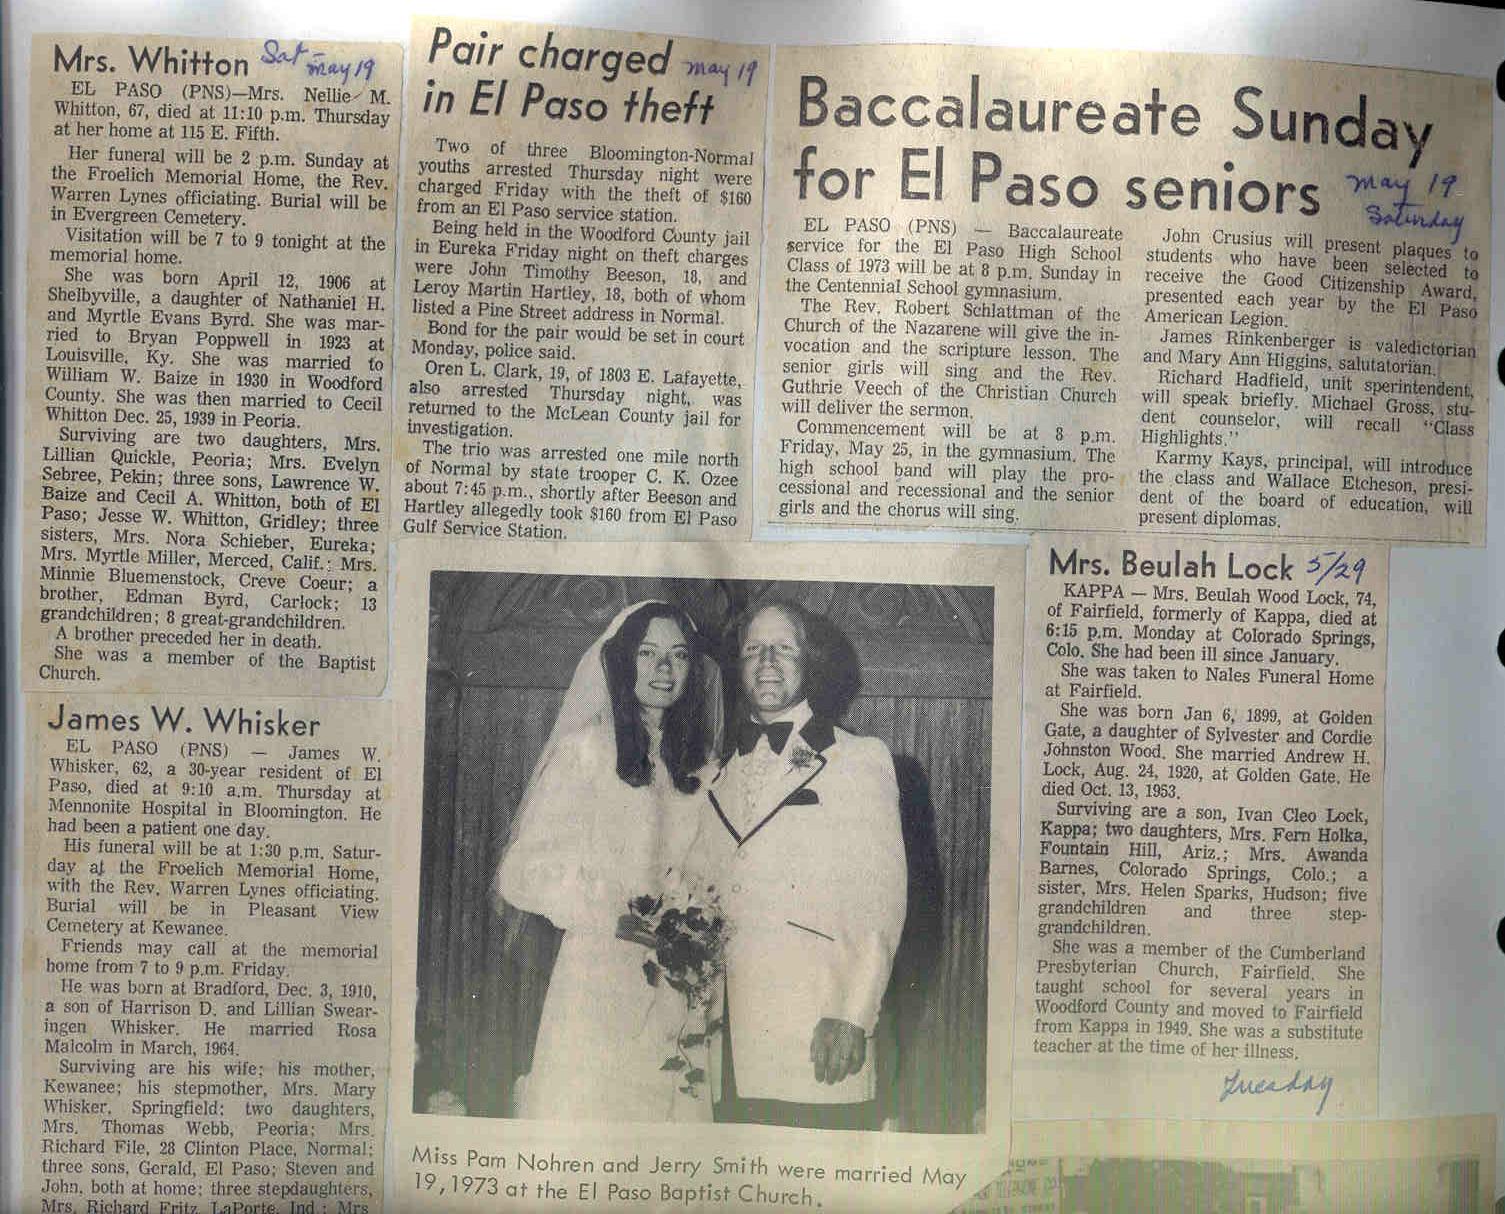 Mrs. Whitton Sat - May 19
EL PASO (PNS)—Mrs. Nellie M.
Whitton, 67, died at 11:10 p.m. Thursday
at her home at 115 E. Fifth.
Her funeral will be 2 p.m. Sunday at
the Froelich Memorial Home, the Rev.
Warren Lynes officiating. Burial will be
in Evergreen Cemetery.
Visitation will be 7 to 9 tonight at the
memorial home.
She was born April 12, 1906 at
Shelbyville, a daughter of Nathaniel H.
and Myrtle Evans Byrd. She was mar-
ried to Bryan Poppwell in 1923 at
Louisville, Ky. She was married to
William W. Baize in 1930 in Woodford
County. She was then married to Cecil
Whitton Dec. 25, 1939 in Peoria.
Surviving are two daughters, Mrs.
Lillian Quickle, Peoria; Mrs. Evelyn
Sebree, Pekin; three sons, Lawrence W.
Baize and Cecil A. Whitton, both of El
Paso; Jesse W. Whitton, Gridley; three
sisters, Mrs. Nora Schieber, Eureka;
Mrs. Myrtle Miller, Merced, Calif.; Mrs.
Minnie Bluemenstock, Creve Coeur; a
brother, Edman Byrd, Carlock; 13
grandchildren; 8 great-grandchildren.
A brother preceded her in death.
She was a member of the Baptist
Church.
James W. Whisker
EL PASO (PNS) — James W.
Whisker, 62, a 30-year resident of El
Paso, died at 9:10 a.m. Thursday at
Mennonite Hospital in Bloomington. He
had been a patient one day.
His funeral will be at 1:30 p.m. Satur-
day at the Froelich Memorial Home,
with the Rev. Warren Lynes officiating.
Burial will be in Pleasant View
Cemetery at Kewanee.
Friends may call at the memorial
home from 7 to 9 p.m. Friday.
He was born at Bradford, Dec. 3, 1910,
a son of Harrison D. and Lillian Swear-
ingen Whisker. He married Rosa
Malcolm in March, 1964.
Surviving are his wife; his mother,
Kewanee; his stepmother, Mrs. Mary
Whisker, Springfield; two daughters,
Mrs. Thomas Webb, Peoria; Mrs.
Richard File, 28 Clinton Place, Normal;
three sons, Gerald, El Paso; Steven and
John, both at home; three stepdaughters,
Mrs. Richard Fritz, LaPorte, Ind.; Mrs
Pair charged May 19
in El Paso theft
Two of three Bloomington-Normal
youths arrested Thursday night were
charged Friday with the theft of $160
from an El Paso service station.
Being held in the Woodford County jail
in Eureka Friday night on theft charges
were John Timothy Beeson, 18, and
Leroy Martin Hartley, 18, both of whom
listed a Pine Street address in Normal.
Bond for the pair would be set in court
Monday, police said.
Oren L. Clark, 19, of 1803 E. Lafayette,
also arrested Thursday night, was
returned to the McLean County jail for
investigation.
The trio was arrested one mile north
of Normal by state trooper C. K. Ozee
about 7:45 p.m., shortly after Beeson and
Hartley allegedly took $160 from El Paso
Gulf Service Station.
Baccalaureate Sunday
for El Paso seniors May 19
Saturday
EL PASO (PNS) — Baccalaureate
service for the El Paso High School
Class of 1973 will be at 8 p.m. Sunday in
the Centennial School gymnasium.
The Rev. Robert Schlattman of the
Church of the Nazarene will give the in-
vocation and the scripture lesson. The
senior girls will sing and the Rev.
Guthrie Veech of the Christian Church
will deliver the sermon.
Commencement will be at 8 p.m.
Friday, May 25, in the gymnasium. The
high school band will play the pro-
cessional and recessional and the senior
girls and the chorus will sing.
John Crusius will present plaques to
students who have been selected to
receive the Good Citizenship Award,
presented each year by the El Paso
American Legion.
James Rinkenberger is valedictorian
and Mary Ann Higgins, salutatorian.
Richard Hadfield, unit sperintendent,
will speak briefly. Michael Gross, stu-
dent counselor, will recall "Class
Highlights."
Karmy Kays, principal, will introduce
the class and Wallace Etcheson, presi-
dent of the board of education, will
present diplomas.
Miss Pam Nohren and Jerry Smith were married May
19, 1973 at the El Paso Baptist Church.
Mrs. Beulah Lock 5/29
KAPPA — Mrs. Beulah Wood Lock, 74,
of Fairfield, formerly of Kappa, died at
6:15 p.m. Monday at Colorado Springs,
Colo. She had been ill since January.
She was taken to Nales Funeral Home
at Fairfield.
She was born Jan 6, 1899, at Golden
Gate, a daughter of Sylvester and Cordie
Johnston Wood. She married Andrew H.
Lock, Aug. 24, 1920, at Golden Gate. He
died Oct. 13, 1953.
Surviving are a son, Ivan Cleo Lock,
Kappa; two daughters, Mrs. Fern Holka,
Fountain Hill, Ariz.; Mrs. Awanda
Barnes, Colorado Springs, Colo.; a
sister, Mrs. Helen Sparks, Hudson; five
grandchildren and three step-
grandchildren.
She was a member of the Cumberland
Presbyterian Church, Fairfield. She
taught school for several years in
Woodford County and moved to Fairfield
from Kappa in 1949. She was a substitute
teacher at the time of her illness.
Tuesday